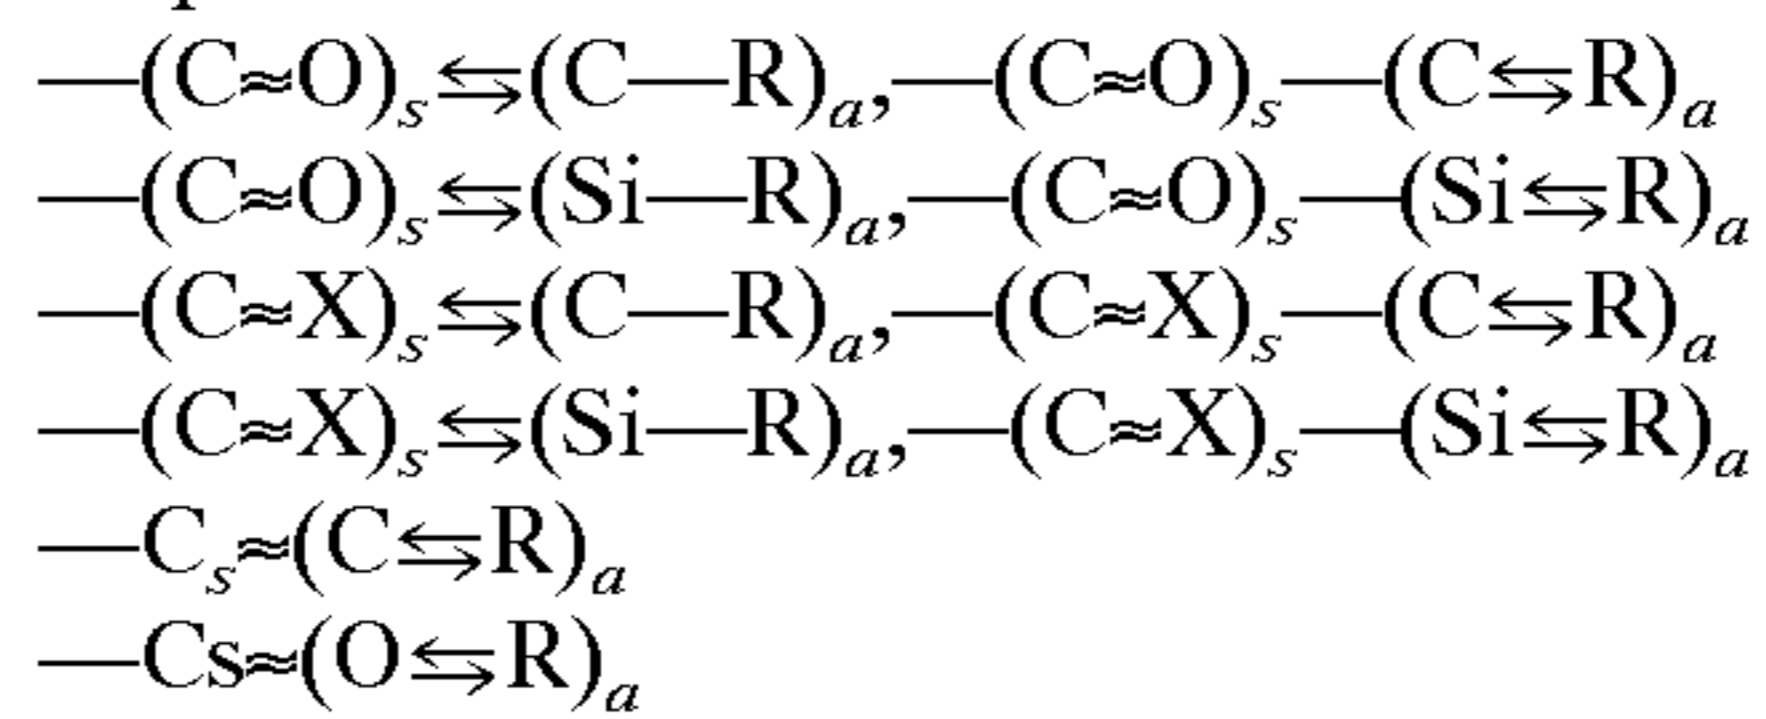 —(C≈O)ₛ⇆(C—R)ₐ,—(C≈O)ₛ—(C⇆R)ₐ
—(C≈O)ₛ⇆(Si—R)ₐ,—(C≈O)ₛ—(Si⇆R)ₐ
—(C≈X)ₛ⇆(C—R)ₐ,—(C≈X)ₛ—(C⇆R)ₐ
—(C≈X)ₛ⇆(Si—R)ₐ,—(C≈X)ₛ—(Si⇆R)ₐ
—Cₛ≈(C⇆R)ₐ
—Cs≈(O⇆R)ₐ